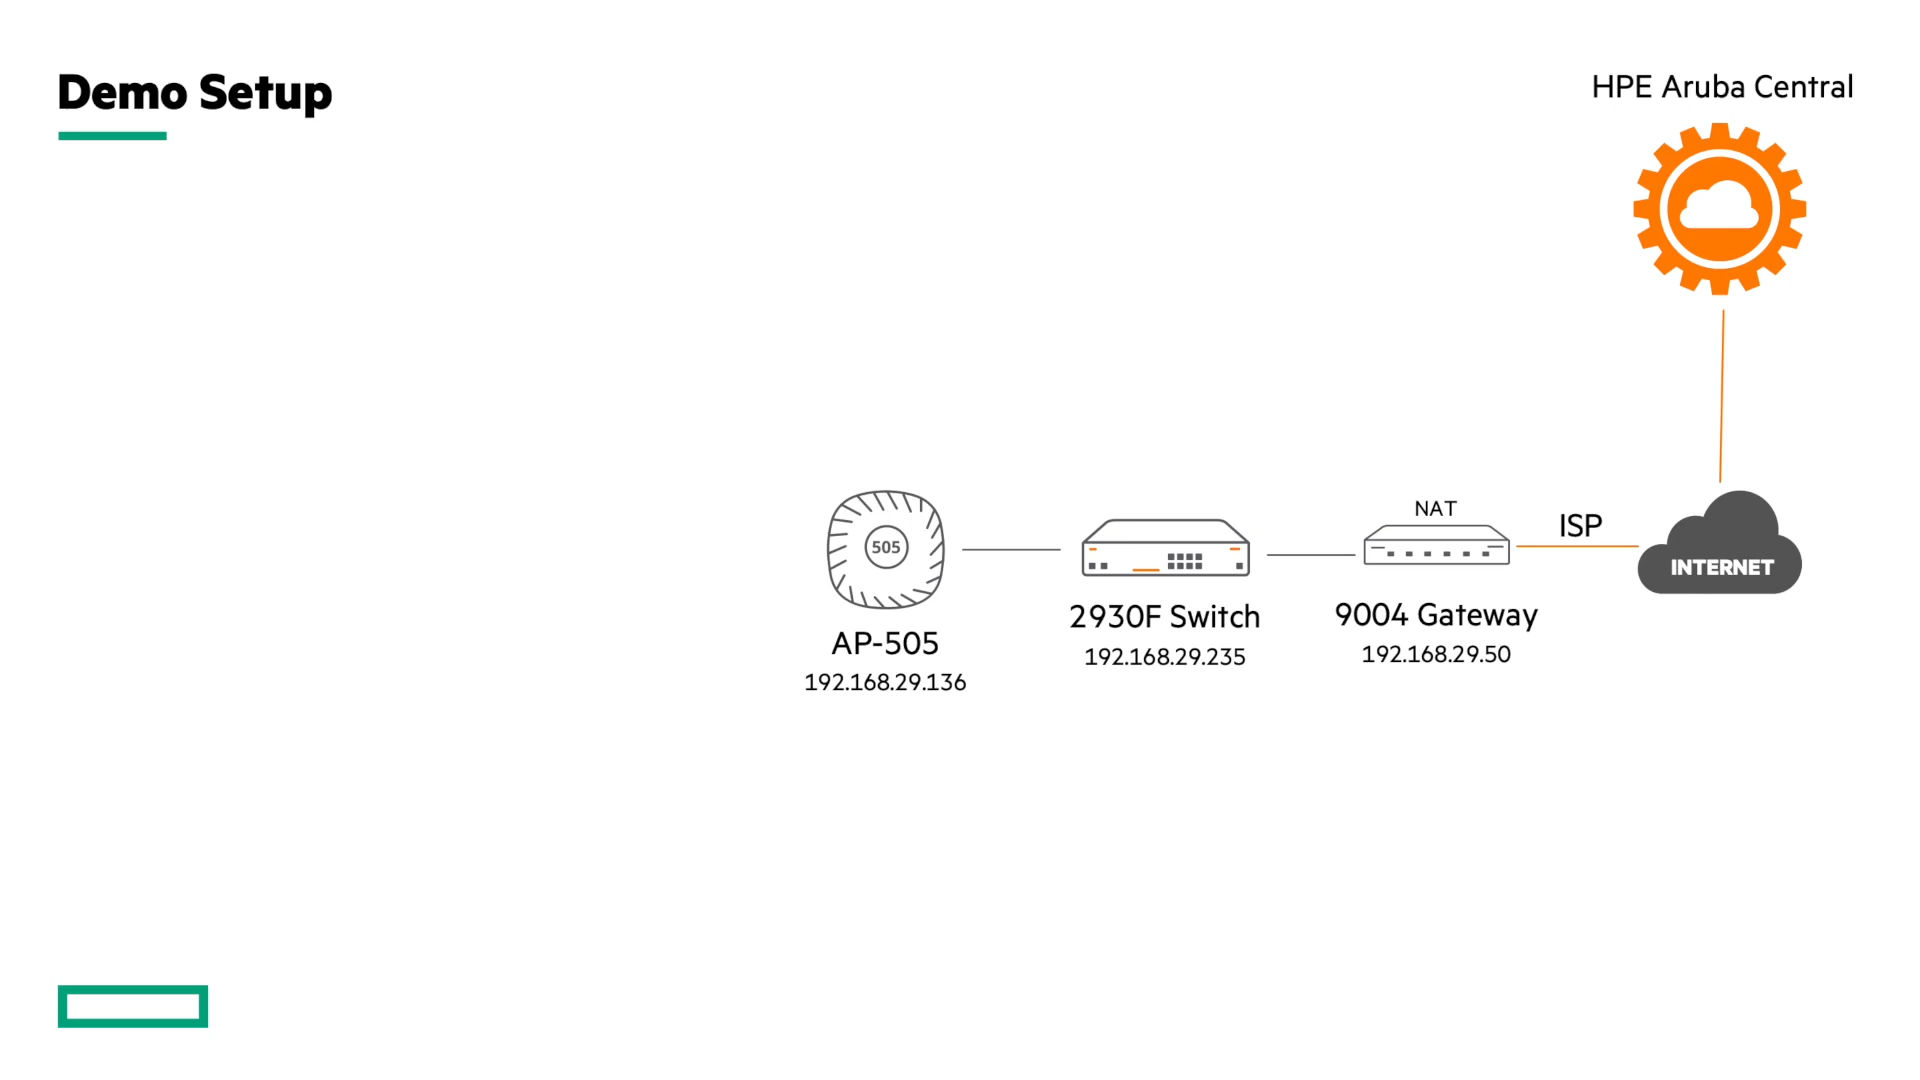 Demo Setup
HPE Aruba Central
NAT
ISP
505
INTERNET
AP-505
192.168.29.136
2930F Switch
192.168.29.235
9004 Gateway
192.168.29.50